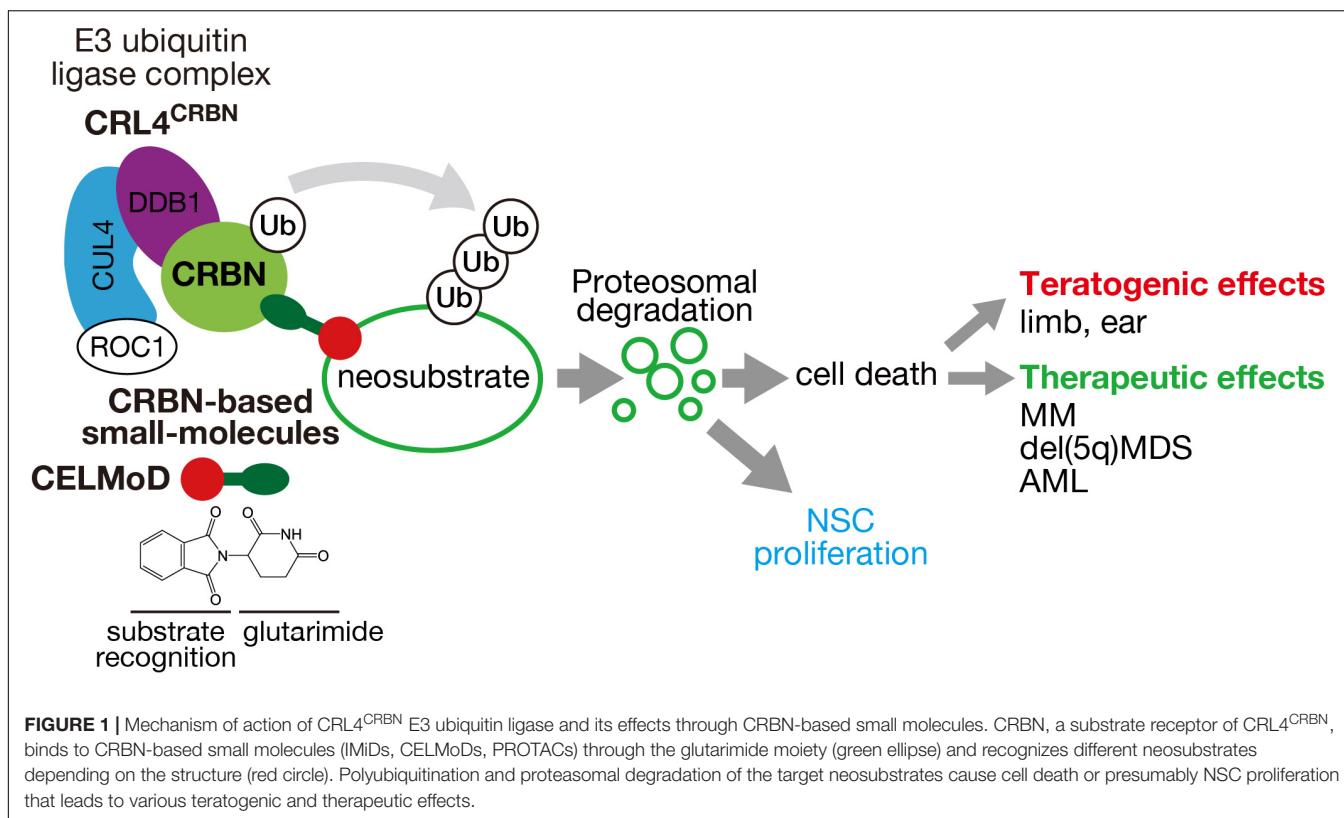 E3 ubiquitin
ligase complex
CRL4CRBN
DDB1
CUL4
Ub
CRBN
ROC1
Ub
Ub
Ub
neosubstrate
CRBN-based
small-molecules
CELMoD
O
O
NH
N
O
O
substrate
recognition
glutarimide
Proteosomal
degradation
cell death
NSC
proliferation
Teratogenic effects
limb, ear
Therapeutic effects
MM
del(5q)MDS
AML
FIGURE 1 | Mechanism of action of CRL4CRBN E3 ubiquitin ligase and its effects through CRBN-based small molecules. CRBN, a substrate receptor of CRL4CRBN,
binds to CRBN-based small molecules (IMiDs, CELMoDs, PROTACs) through the glutarimide moiety (green ellipse) and recognizes different neosubstrates
depending on the structure (red circle). Polyubiquitination and proteasomal degradation of the target neosubstrates cause cell death or presumably NSC proliferation
that leads to various teratogenic and therapeutic effects.